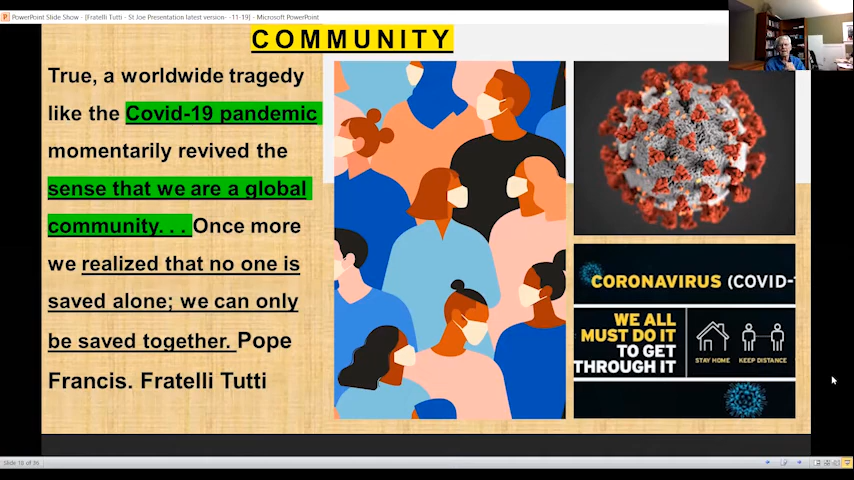 PowerPoint Slide Show - [Fratelli Tutti - St Joe Presentation latest version- -11-19] - Microsoft PowerPoint
COMMUNITY
True, a worldwide tragedy
like the Covid-19 pandemic
momentarily revived the
sense that we are a global
community. . . Once more
we realized that no one is
saved alone; we can only
be saved together. Pope
Francis. Fratelli Tutti
CORONAVIRUS (COVID-
WE ALL
MUST DO IT
TO GET
THROUGH IT
STAY HOME
KEEP DISTANCE
Slide 18 of 36